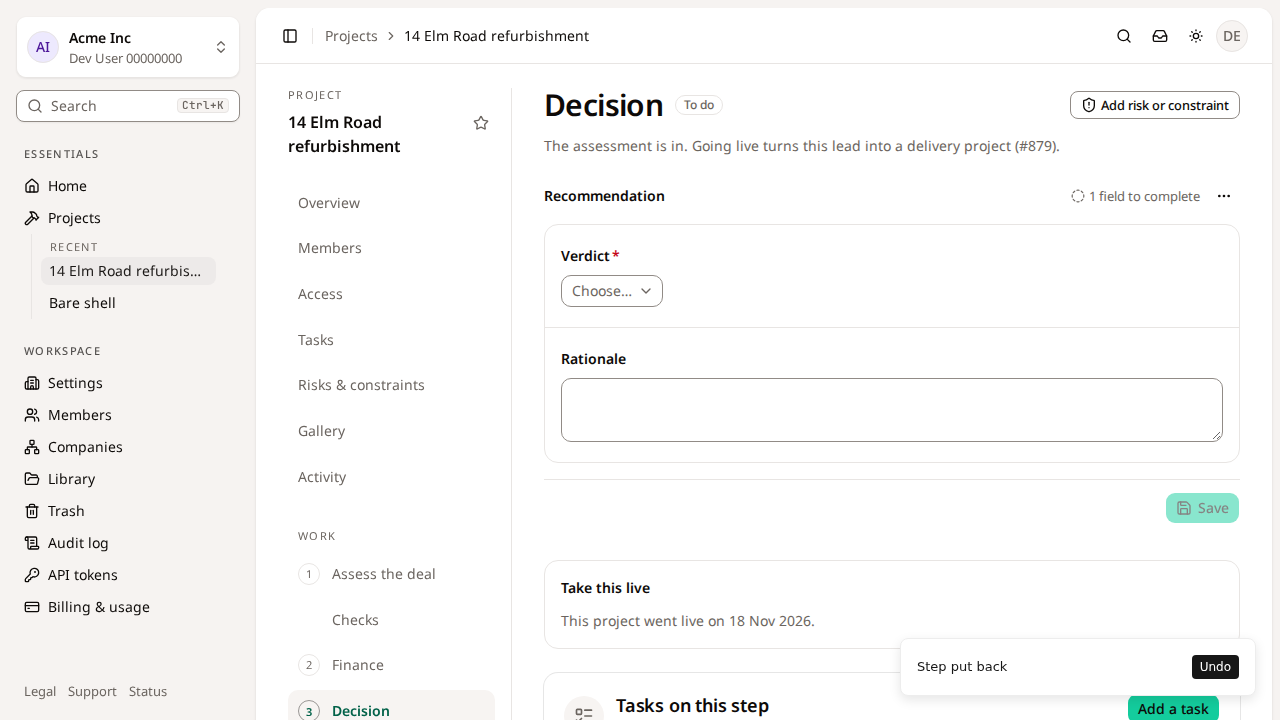 AI
Acme Inc
Dev User 00000000
Search
Ctrl+K
ESSENTIALS
Home
Projects
RECENT
14 Elm Road refurbis...
Bare shell
WORKSPACE
Settings
Members
Companies
Library
Trash
Audit log
API tokens
Billing & usage
Legal Support Status
Projects > 14 Elm Road refurbishment
DE
PROJECT
14 Elm Road
refurbishment
Overview
Members
Access
Tasks
Risks & constraints
Gallery
Activity
WORK
1 Assess the deal
Checks
2 Finance
3 Decision
Decision
To do
Add risk or constraint
The assessment is in. Going live turns this lead into a delivery project (#879).
Recommendation
1 field to complete
Verdict *
Choose...
Rationale
Save
Take this live
This project went live on 18 Nov 2026.
Step put back
Undo
Tasks on this step
Add a task